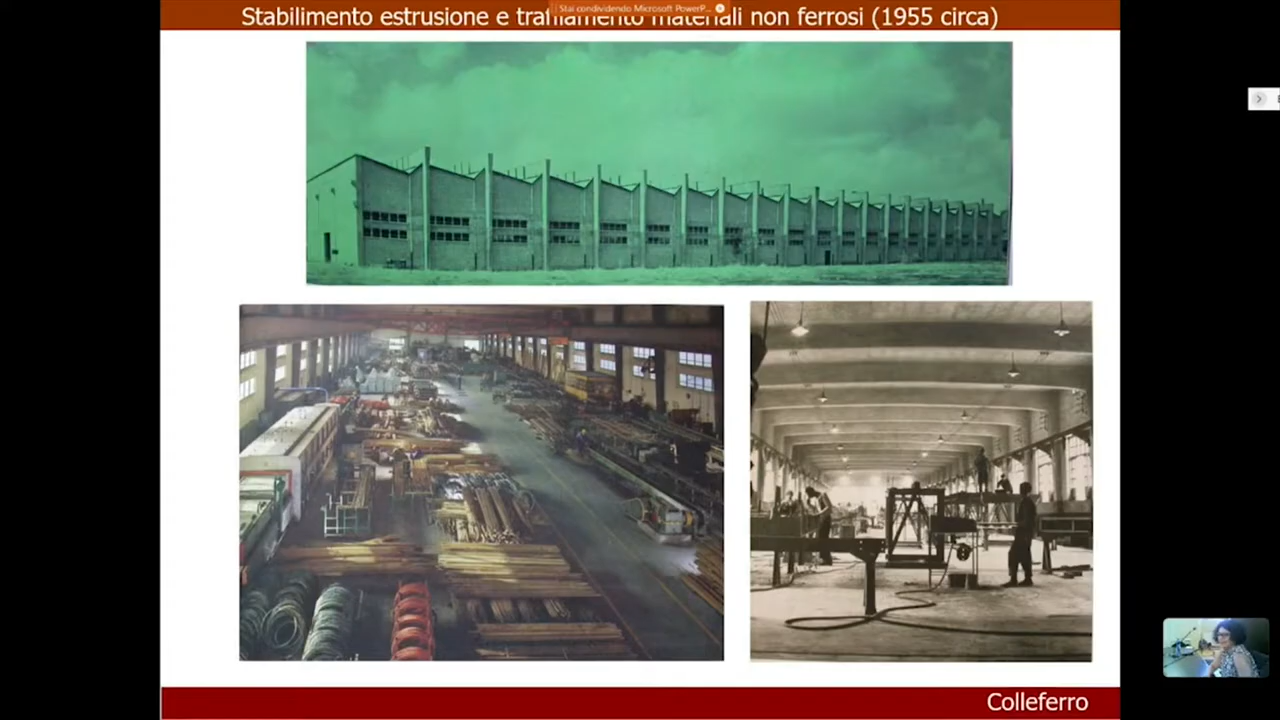 Stabilimento estrusione e trafilamento materiali non ferrosi (1955 circa)
Stai condividendo Microsoft PowerP...
Colleferro